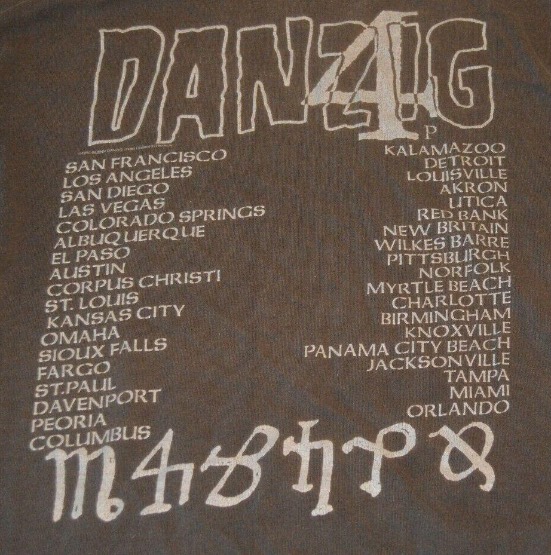 DANZIG
4
P
SAN FRANCISCO
LOS ANGELES
SAN DIEGO
LAS VEGAS
COLORADO SPRINGS
ALBUQUERQUE
EL PASO
AUSTIN
CORPUS CHRISTI
ST. LOUIS
KANSAS CITY
OMAHA
SIOUX FALLS
FARGO
ST.PAUL
DAVENPORT
PEORIA
COLUMBUS
KALAMAZOO
DETROIT
LOUISVILLE
AKRON
UTICA
RED BANK
NEW BRITAIN
WILKES BARRE
PITTSBURGH
NORFOLK
MYRTLE BEACH
CHARLOTTE
BIRMINGHAM
KNOXVILLE
PANAMA CITY BEACH
JACKSONVILLE
TAMPA
MIAMI
ORLANDO